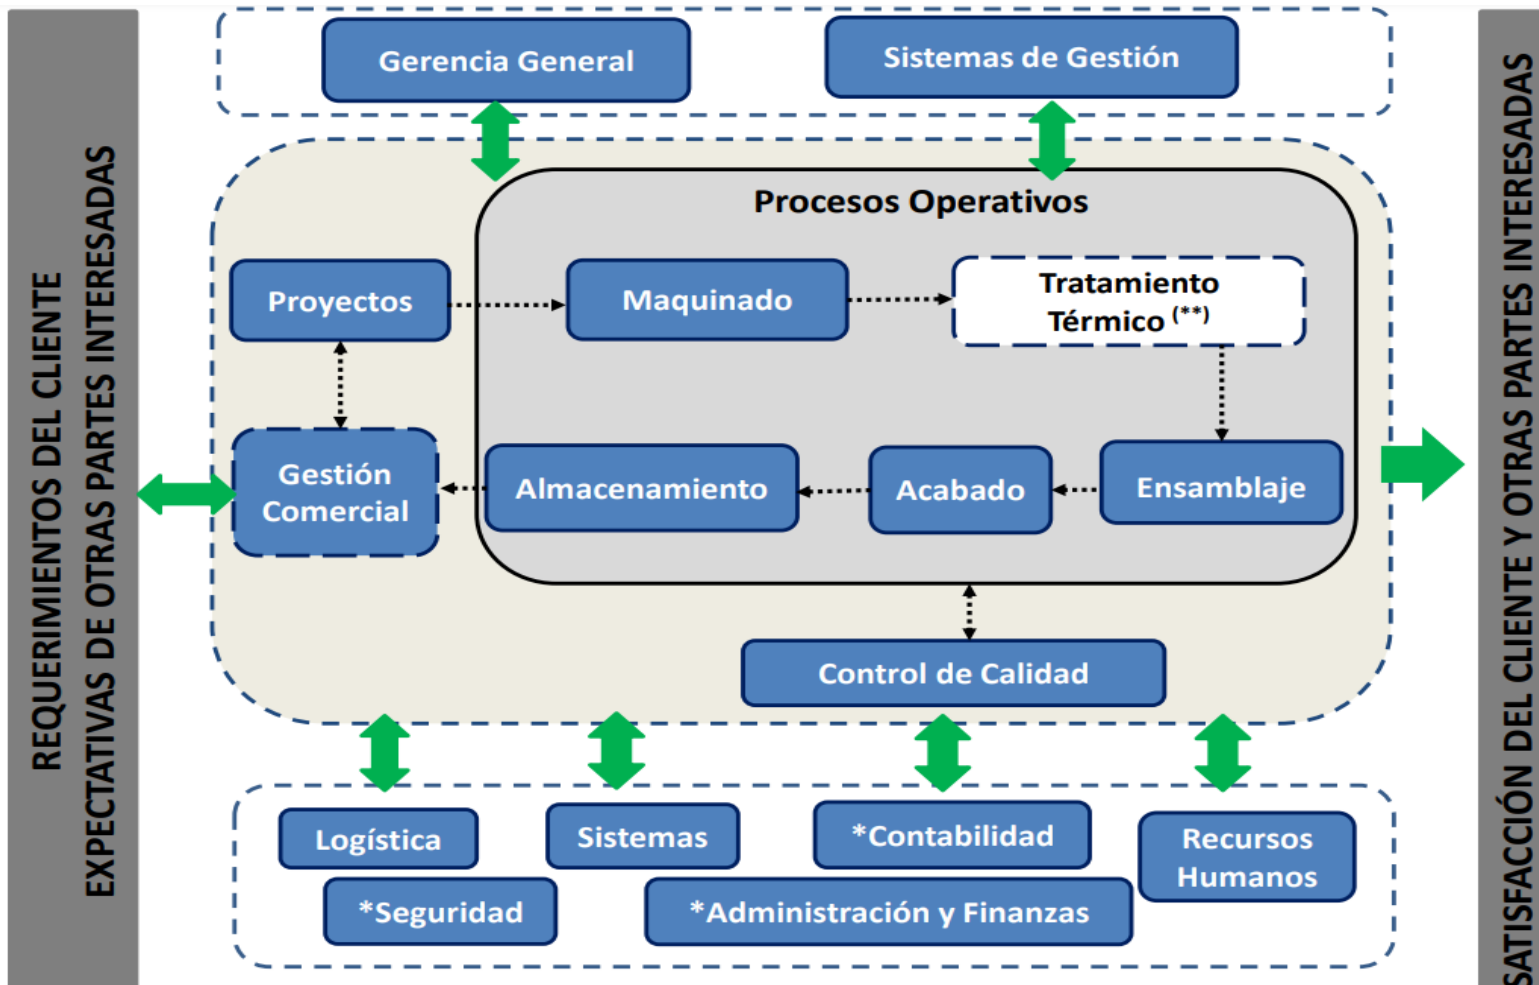 REQUERIMIENTOS DEL CLIENTE
EXPECTATIVAS DE OTRAS PARTES INTERESADAS
Gerencia General
Sistemas de Gestión
Procesos Operativos
Proyectos
Maquinado
Tratamiento
Térmico (**)
Gestión
Comercial
Almacenamiento
Acabado
Ensamblaje
Control de Calidad
Logística
Sistemas
*Contabilidad
Recursos
Humanos
*Seguridad
*Administración y Finanzas
SATISFACCIÓN DEL CLIENTE Y OTRAS PARTES INTERESADAS